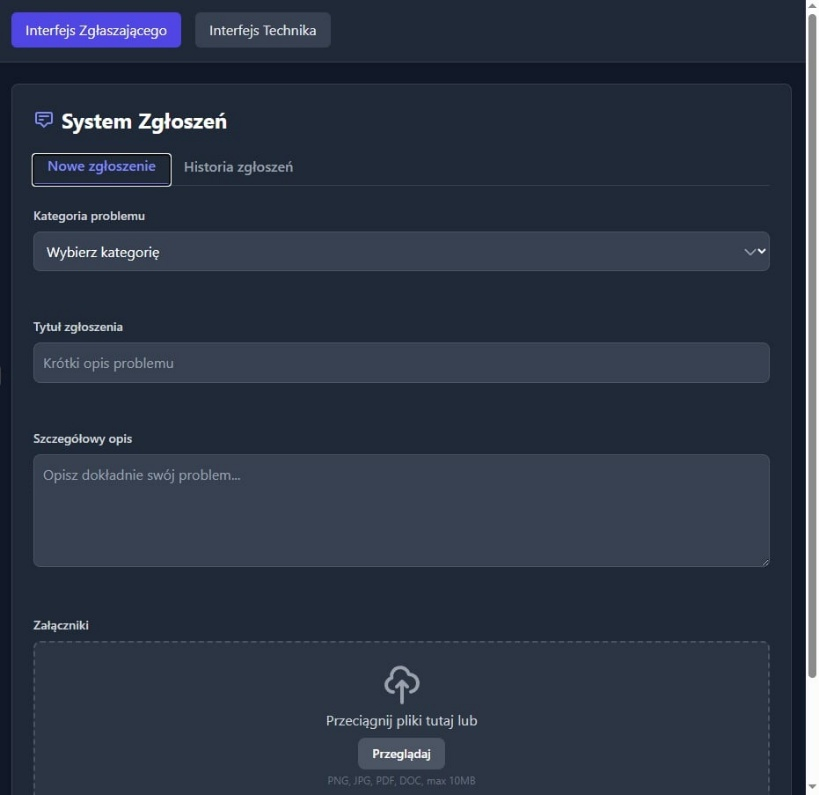 Interfejs Zgłaszającego Interfejs Technika
System Zgłoszeń
Nowe zgłoszenie Historia zgłoszeń
Kategoria problemu
Wybierz kategorię
Tytuł zgłoszenia
Krótki opis problemu
Szczegółowy opis
Opisz dokładnie swój problem...
Załączniki
Przeciągnij pliki tutaj lub
Przeglądaj
PNG, JPG, PDF, DOC, max 10MB